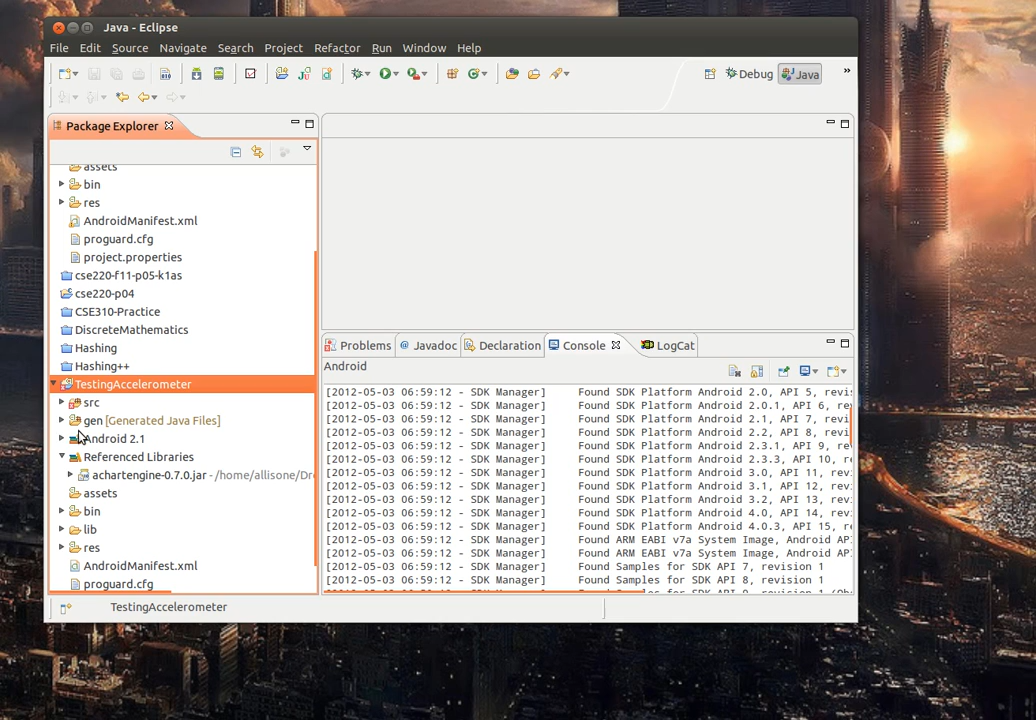 Java - Eclipse
File Edit Source Navigate Search Project Refactor Run Window Help
Debug Java »
Package Explorer
assets
bin
res
AndroidManifest.xml
proguard.cfg
project.properties
cse220-f11-p05-k1as
cse220-p04
CSE310-Practice
DiscreteMathematics
Hashing
Hashing++
TestingAccelerometer
src
gen [Generated Java Files]
Android 2.1
Referenced Libraries
achartengine-0.7.0.jar - /home/allisone/Dr
assets
bin
lib
res
AndroidManifest.xml
proguard.cfg
Problems @ Javadoc Declaration Console LogCat
Android
[2012-05-03 06:59:12 - SDK Manager] Found SDK Platform Android 2.0, API 5, revis
[2012-05-03 06:59:12 - SDK Manager] Found SDK Platform Android 2.0.1, API 6, rev
[2012-05-03 06:59:12 - SDK Manager] Found SDK Platform Android 2.1, API 7, revis
[2012-05-03 06:59:12 - SDK Manager] Found SDK Platform Android 2.2, API 8, revis
[2012-05-03 06:59:12 - SDK Manager] Found SDK Platform Android 2.3.1, API 9, rev
[2012-05-03 06:59:12 - SDK Manager] Found SDK Platform Android 2.3.3, API 10, re
[2012-05-03 06:59:12 - SDK Manager] Found SDK Platform Android 3.0, API 11, revi
[2012-05-03 06:59:12 - SDK Manager] Found SDK Platform Android 3.1, API 12, revi
[2012-05-03 06:59:12 - SDK Manager] Found SDK Platform Android 3.2, API 13, revi
[2012-05-03 06:59:12 - SDK Manager] Found SDK Platform Android 4.0, API 14, revi
[2012-05-03 06:59:12 - SDK Manager] Found SDK Platform Android 4.0.3, API 15, re
[2012-05-03 06:59:12 - SDK Manager] Found ARM EABI v7a System Image, Android API
[2012-05-03 06:59:12 - SDK Manager] Found ARM EABI v7a System Image, Android API
[2012-05-03 06:59:12 - SDK Manager] Found Samples for SDK API 7, revision 1
[2012-05-03 06:59:12 - SDK Manager] Found Samples for SDK API 8, revision 1
TestingAccelerometer